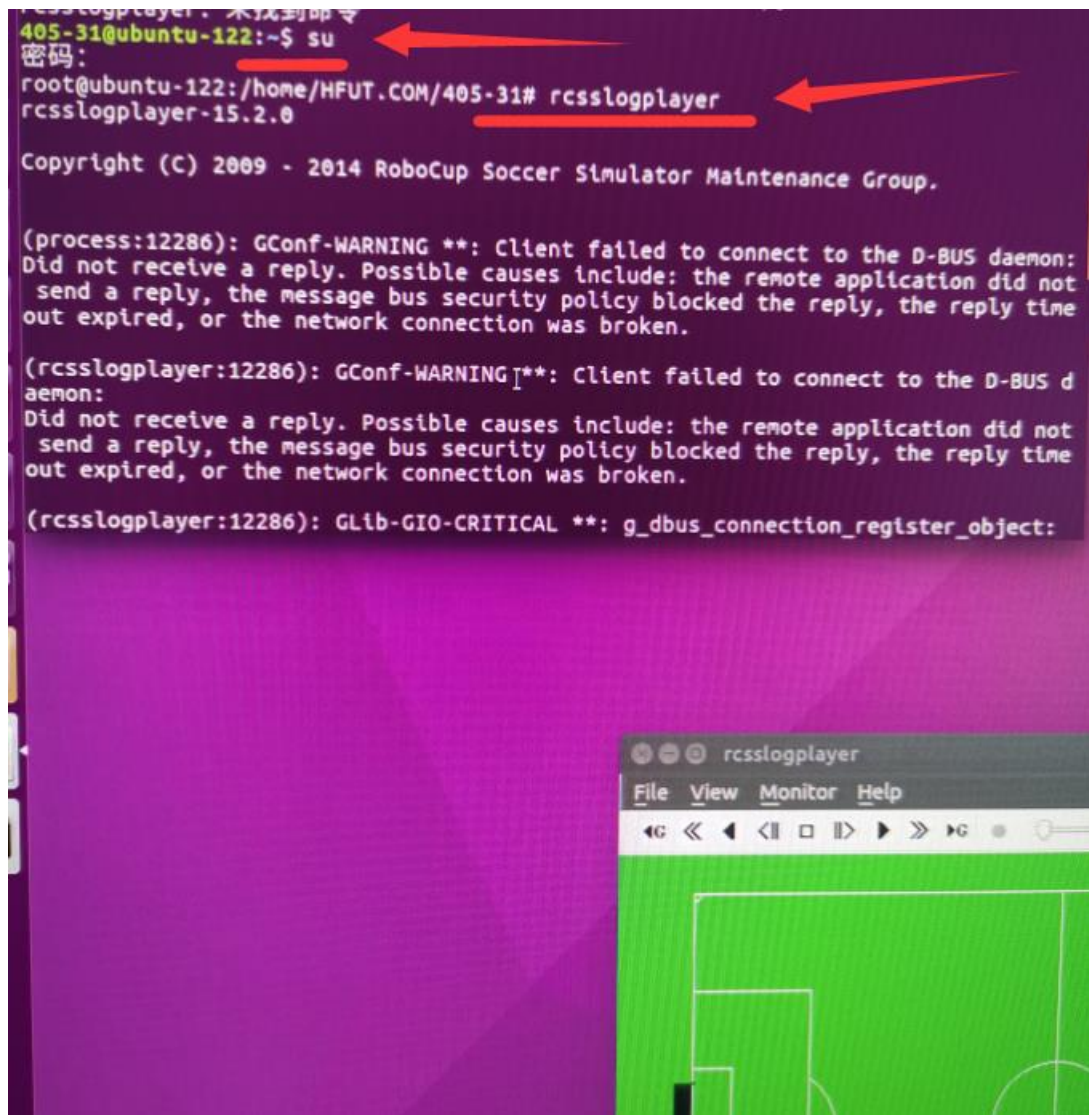 rcsslogplayer: 未找到命令
405-31@ubuntu-122:~$ su
密码:
root@ubuntu-122:/home/HFUT.COM/405-31# rcsslogplayer
rcsslogplayer-15.2.0
Copyright (C) 2009 - 2014 RoboCup Soccer Simulator Maintenance Group.
(process:12286): GConf-WARNING **: Client failed to connect to the D-BUS daemon:
Did not receive a reply. Possible causes include: the remote application did not
send a reply, the message bus security policy blocked the reply, the reply time
out expired, or the network connection was broken.
(rcsslogplayer:12286): GConf-WARNING **: Client failed to connect to the D-BUS d
aemon:
Did not receive a reply. Possible causes include: the remote application did not
send a reply, the message bus security policy blocked the reply, the reply time
out expired, or the network connection was broken.
(rcsslogplayer:12286): GLib-GIO-CRITICAL **: g_dbus_connection_register_object:
rcsslogplayer
File View Monitor Help
G G